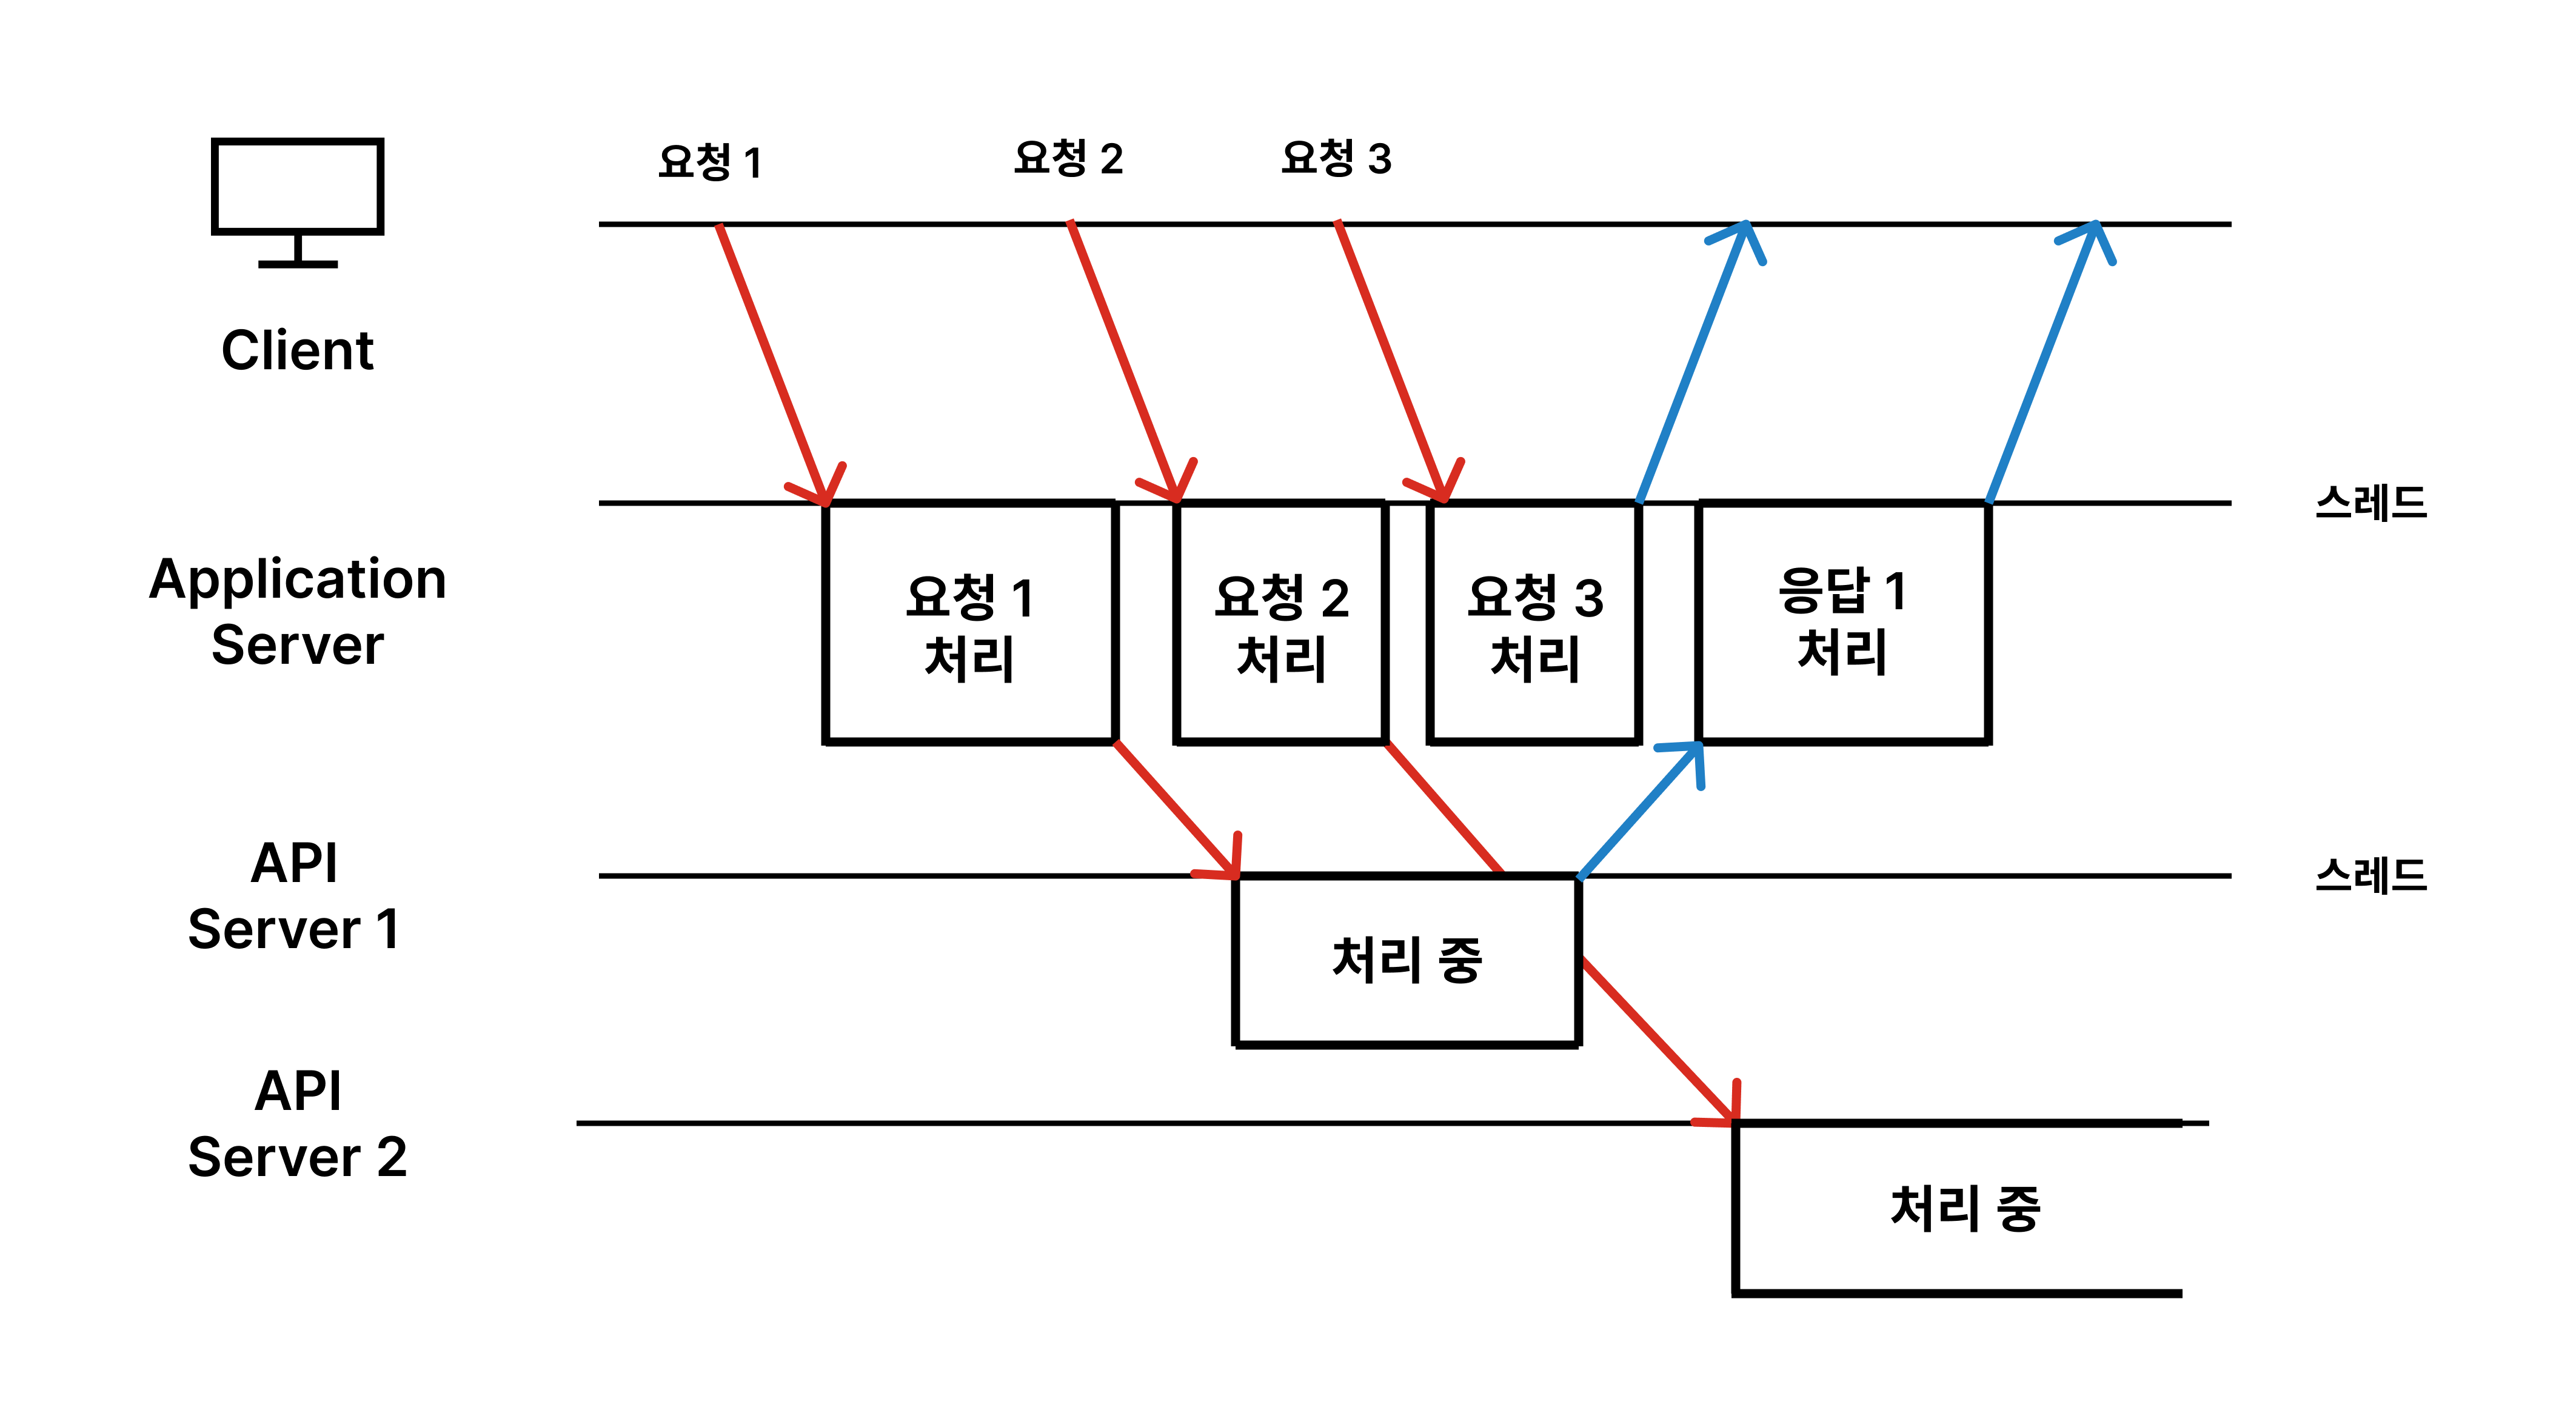 요청 1
요청 2
요청 3
Client
스레드
Application
Server
요청 1
처리
요청 2
처리
요청 3
처리
응답 1
처리
API
Server 1
스레드
처리 중
API
Server 2
처리 중